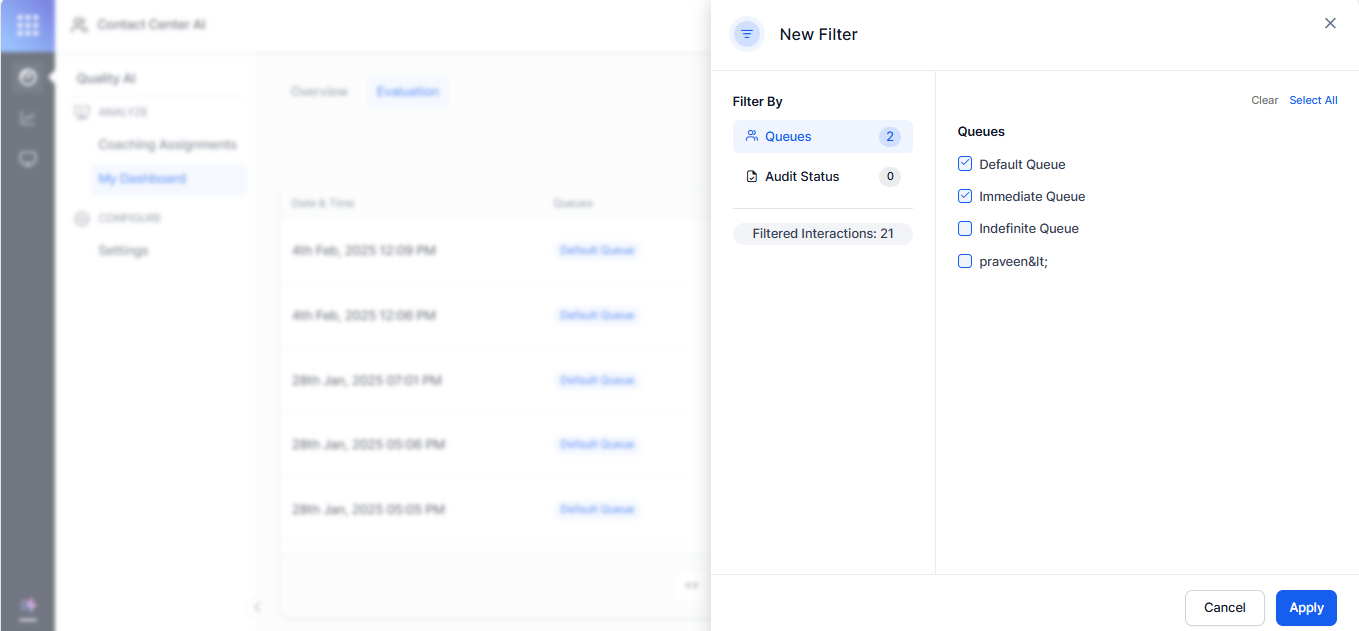 Contact Center AI
New Filter
Quality AI
ANALYZE
Coaching Assignments
My Dashboard
CONFIGURE
Settings
Overview
Evaluation
Date & Time
Queues
4th Feb, 2025 12:09 PM
Default Queue
4th Feb, 2025 12:06 PM
Default Queue
28th Jan, 2025 07:01 PM
Default Queue
28th Jan, 2025 05:06 PM
Default Queue
28th Jan, 2025 05:05 PM
Default Queue
Filter By
Queues 2
Audit Status 0
Filtered Interactions: 21
Clear Select All
Queues
Default Queue
Immediate Queue
Indefinite Queue
praveen&lt;
Cancel Apply